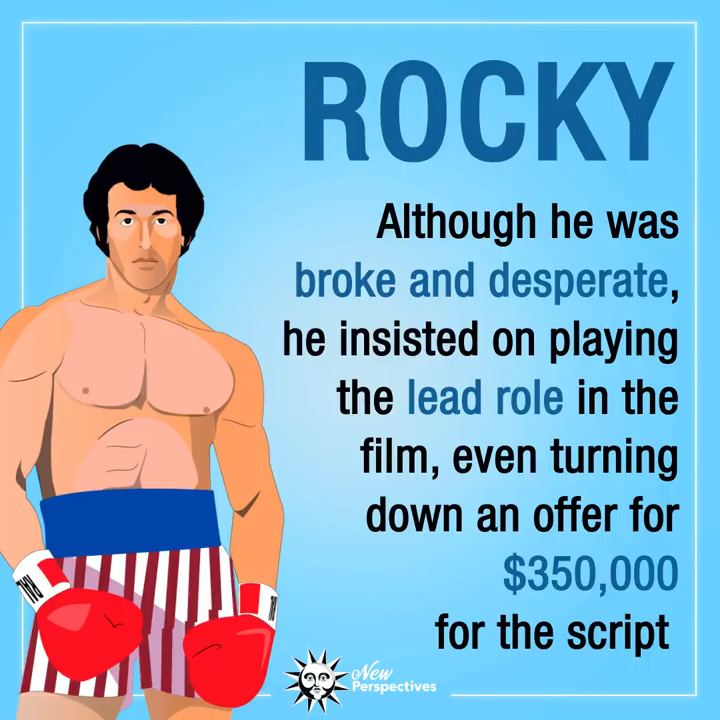 ROCKY
Although he was
broke and desperate,
he insisted on playing
the lead role in the
film, even turning
down an offer for
$350,000
for the script
New
Perspectives